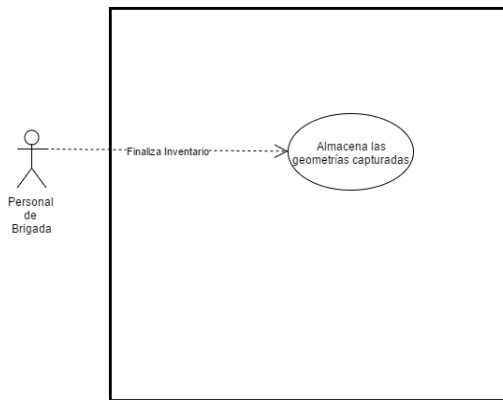 Finaliza Inventario
Almacena las
geometrías capturadas
Personal
de
Brigada